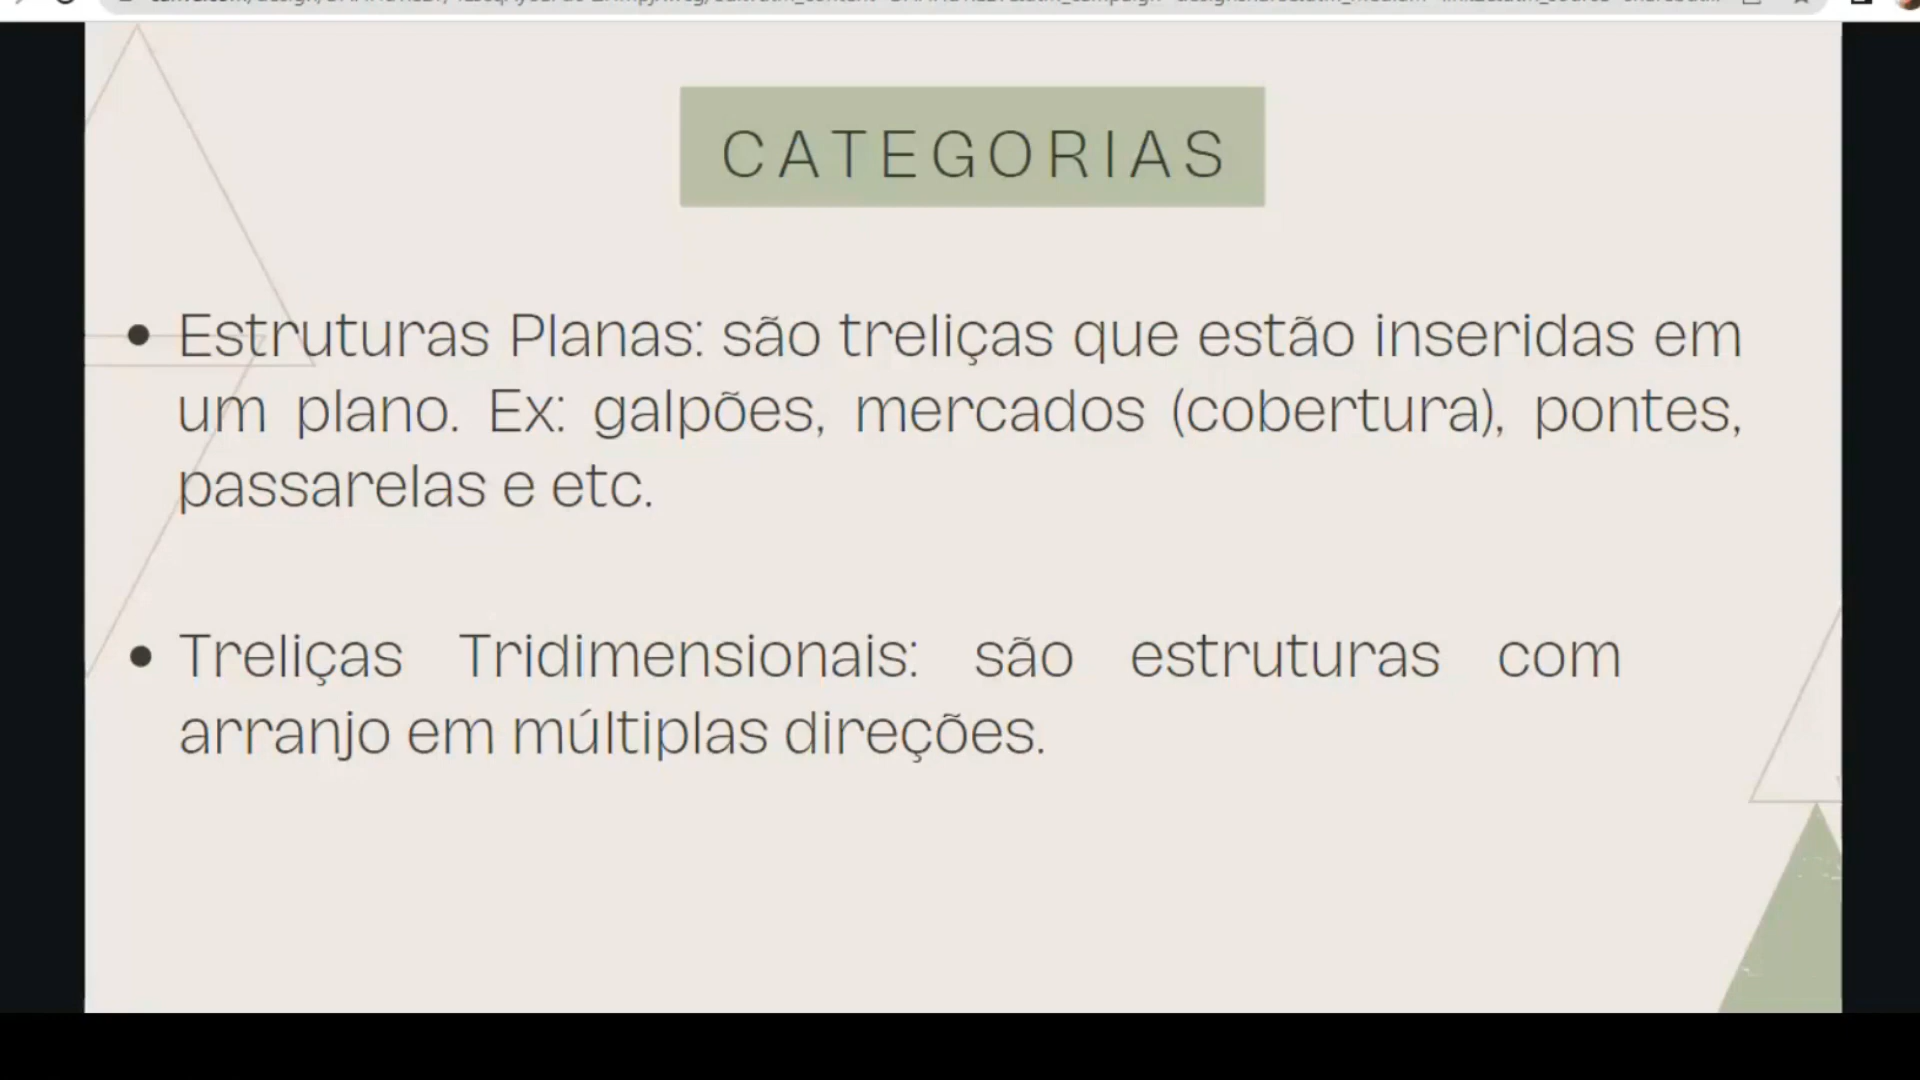 CATEGORIAS
• Estruturas Planas: são treliças que estão inseridas em
um plano. Ex: galpões, mercados (cobertura), pontes,
passarelas e etc.
• Treliças Tridimensionais: são estruturas com
arranjo em múltiplas direções.